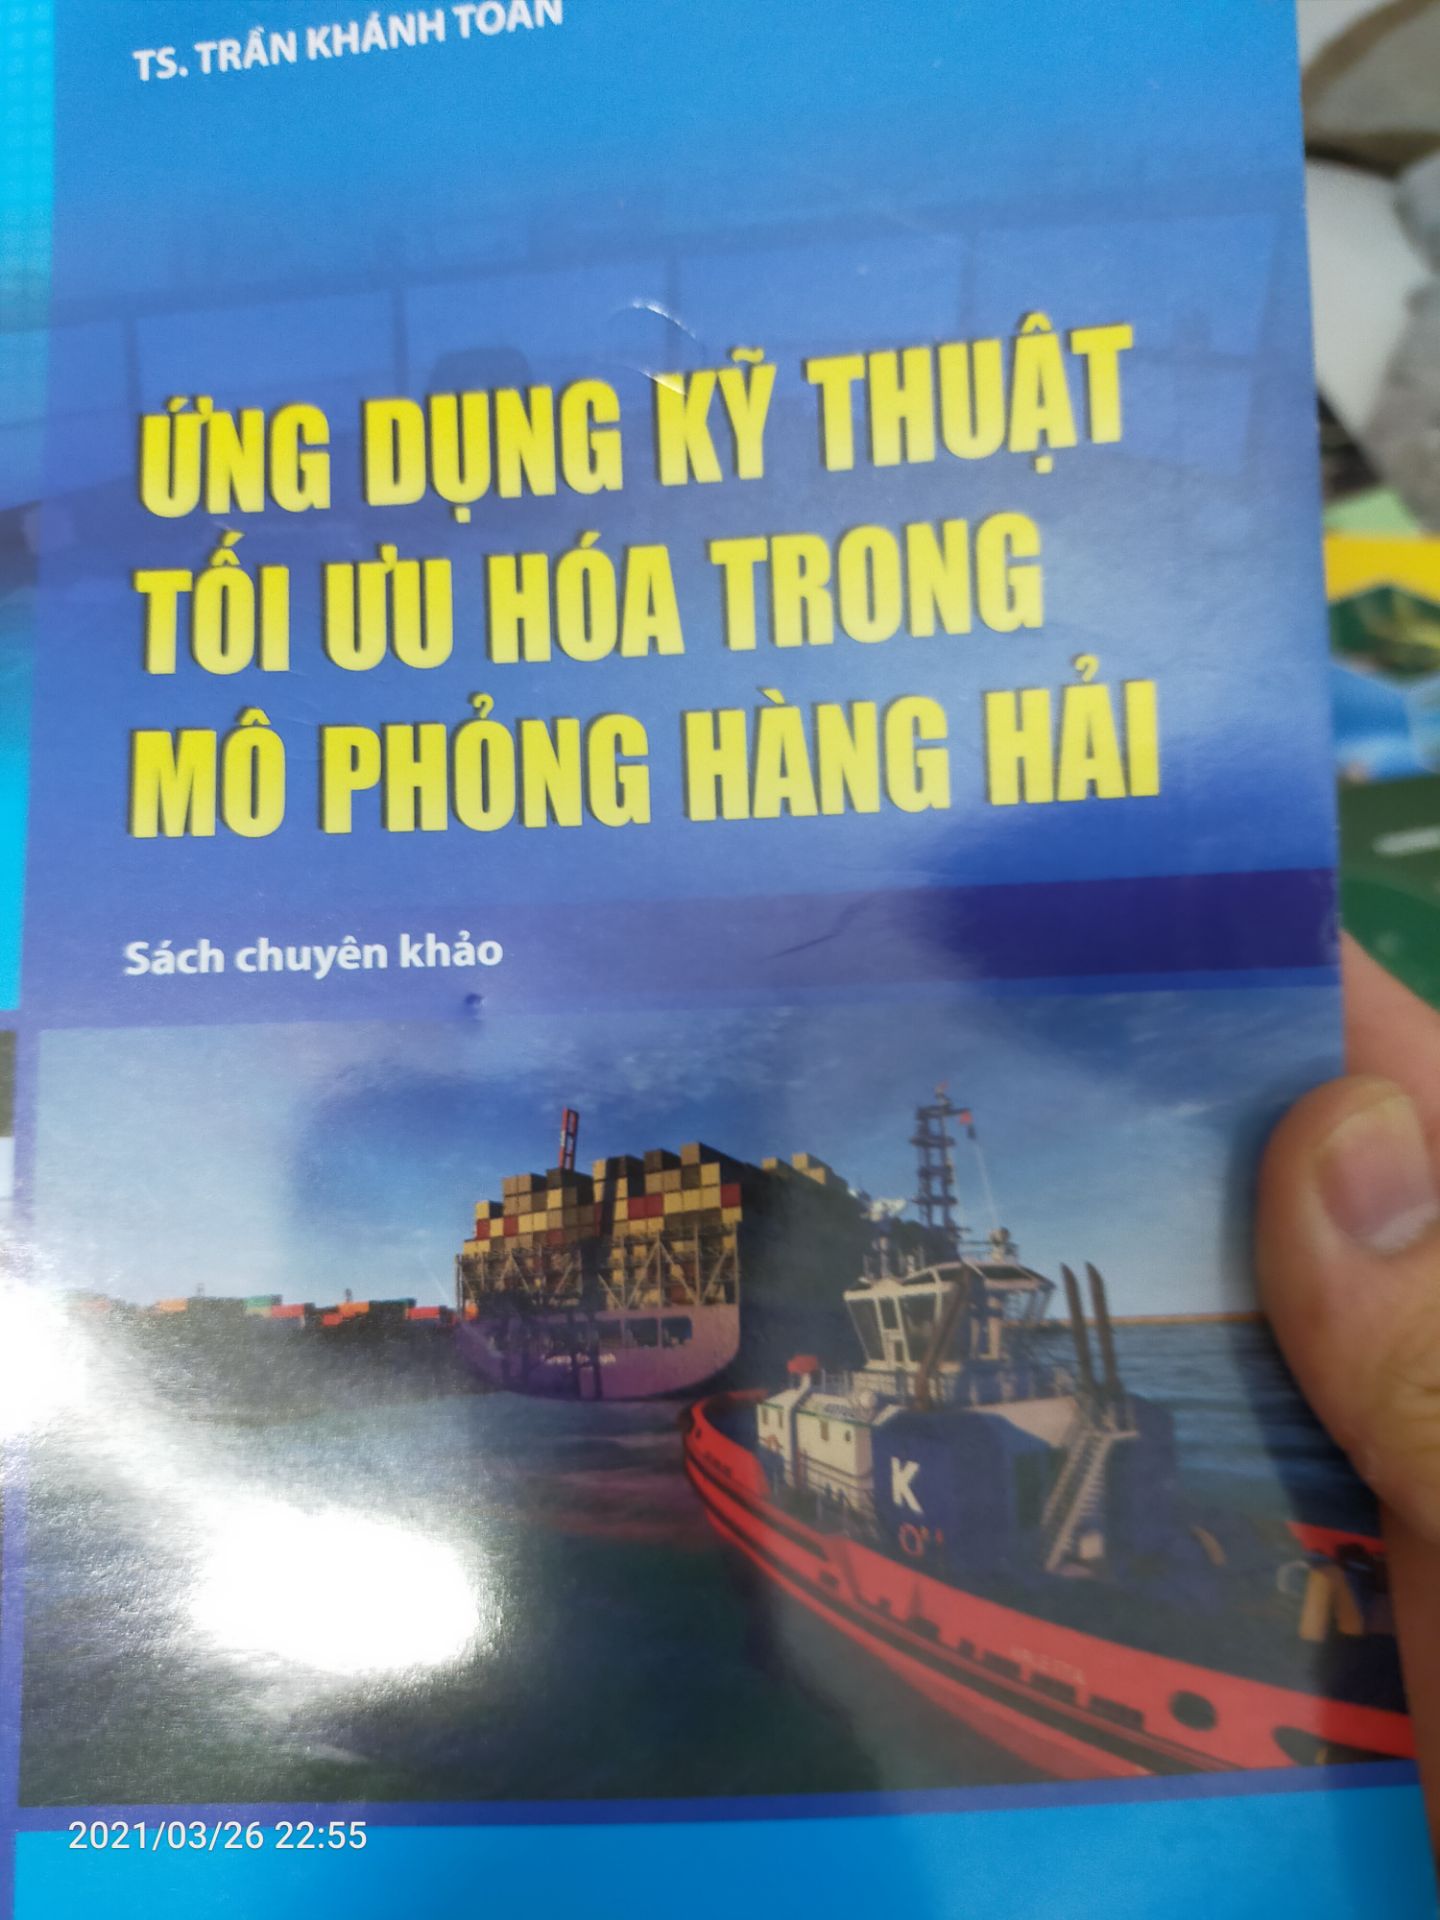 TS. TRẦN KHÁNH TOÀN
ỨNG DỤNG KỸ THUẬT
TỐI ƯU HÓA TRONG
MÔ PHỎNG HÀNG HẢI
Sách chuyên khảo
K
2021/03/26 22:55